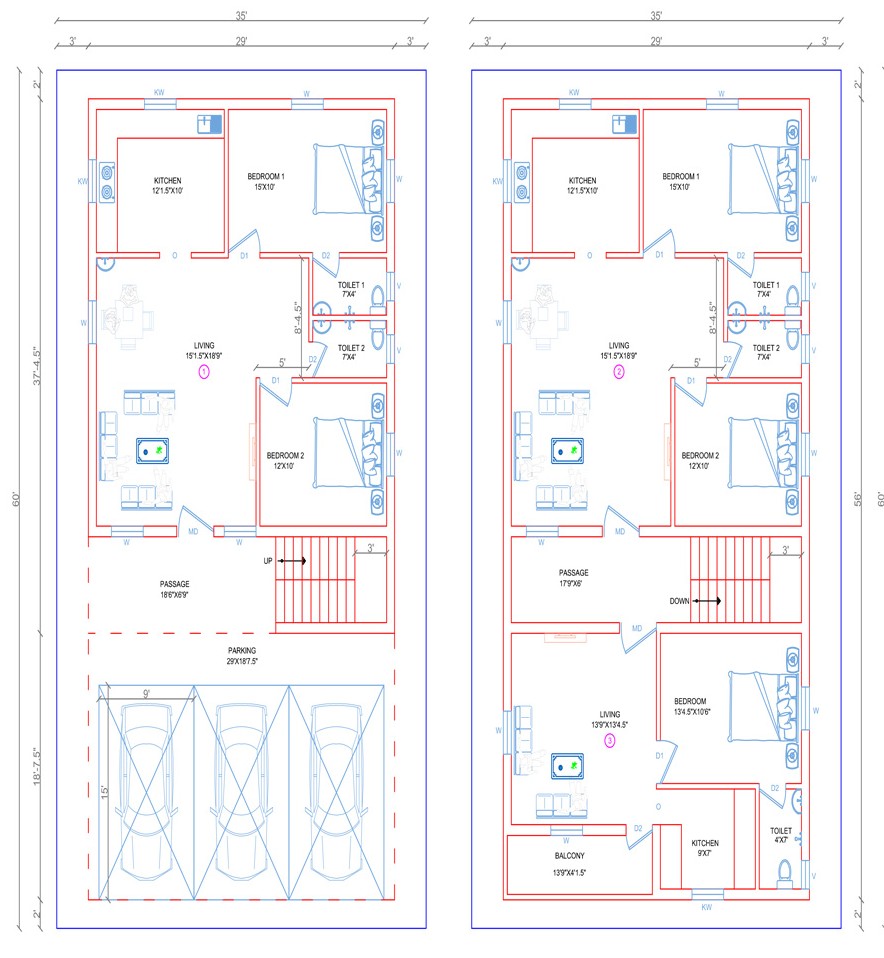 35'
3'
29'
3'
2'
37'-4.5"
60'
18'-7.5"
2'
KW
W
KW
KITCHEN
12'1.5"X10'
BEDROOM 1
15'X10'
W
O
D1
D2
TOILET 1
7'X4'
V
W
8'-4.5"
LIVING
15'1.5"X18'9"
1
TOILET 2
7'X4'
D2
V
5'
D1
BEDROOM 2
12'X10'
W
W
MD
W
UP
3'
PASSAGE
18'6"X6'9"
PARKING
29'X18'7.5"
9'
15'
35'
3'
29'
3'
2'
56'
60'
2'
KW
W
KW
KITCHEN
12'1.5"X10'
BEDROOM 1
15'X10'
W
O
D1
D2
TOILET 1
7'X4'
V
W
8'-4.5"
LIVING
15'1.5"X18'9"
2
TOILET 2
7'X4'
D2
V
5'
D1
BEDROOM 2
12'X10'
W
W
MD
3'
PASSAGE
17'9"X6'
DOWN
MD
LIVING
13'9"X13'4.5"
3
BEDROOM
13'4.5"X10'6"
W
W
D1
O
D2
D2
W
BALCONY
13'9"X4'1.5"
KITCHEN
9'X7'
TOILET
4'X7'
V
KW